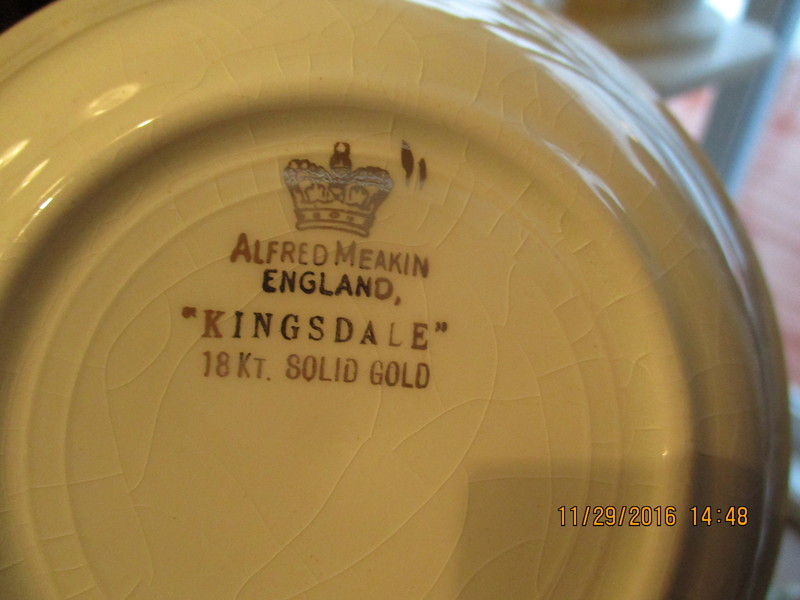 ALFRED MEAKIN
ENGLAND,
"KINGSDALE"
18 KT. SOLID GOLD
11/29/2016 14:48